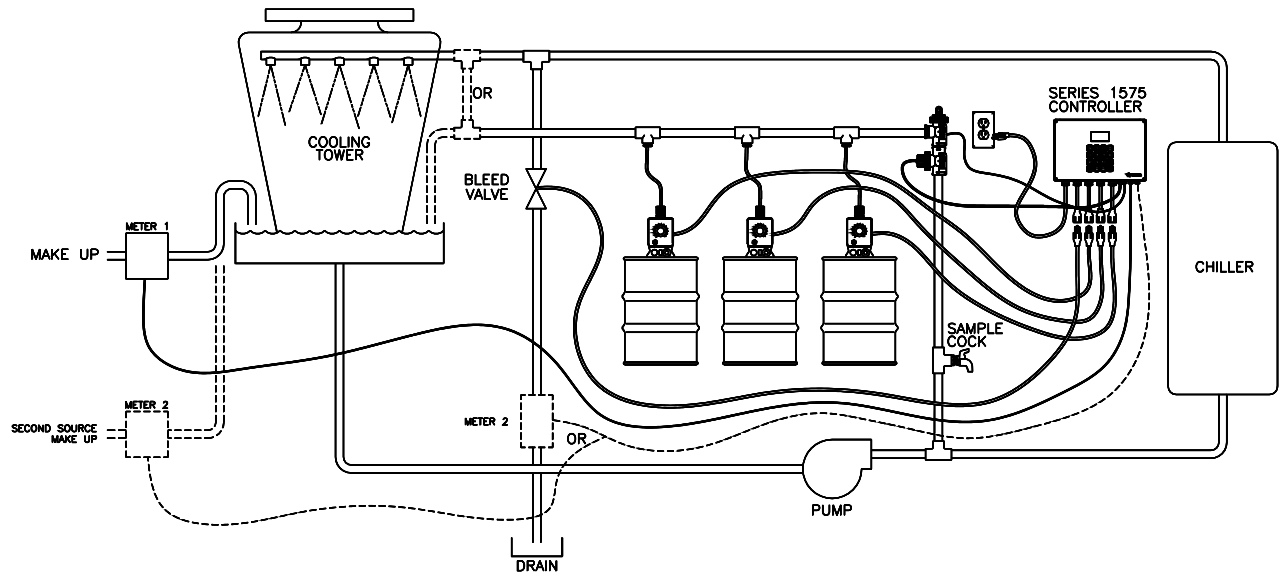 OR
SERIES 1575
CONTROLLER
COOLING
TOWER
BLEED
VALVE
METER 1
MAKE UP
CHILLER
SAMPLE
COCK
METER 2
SECOND SOURCE
MAKE UP
METER 2
OR
PUMP
DRAIN